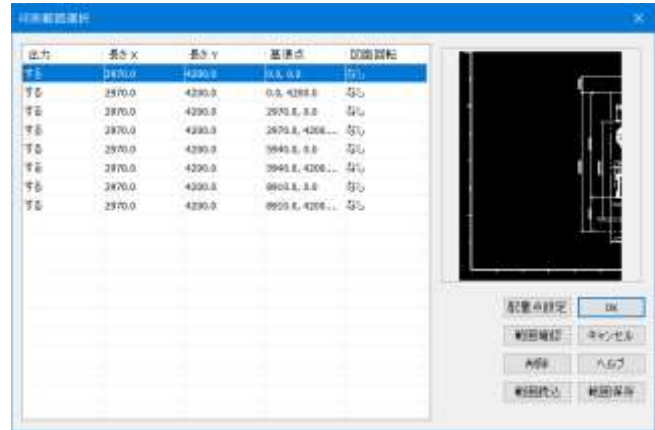 印刷範囲選択
出力 長さ X 長さ Y 基準点 図面回転
する 2970.0 4200.0 0.0, 0.0 なし
する 2970.0 4200.0 0.0, 4200.0 なし
する 2970.0 4200.0 2970.0, 0.0 なし
する 2970.0 4200.0 2970.0, 4200.... なし
する 2970.0 4200.0 5940.0, 0.0 なし
する 2970.0 4200.0 5940.0, 4200.... なし
する 2970.0 4200.0 8910.0, 0.0 なし
する 2970.0 4200.0 8910.0, 4200.... なし
配置点設定 OK
範囲確認 キャンセル
削除 ヘルプ
範囲読込 範囲保存